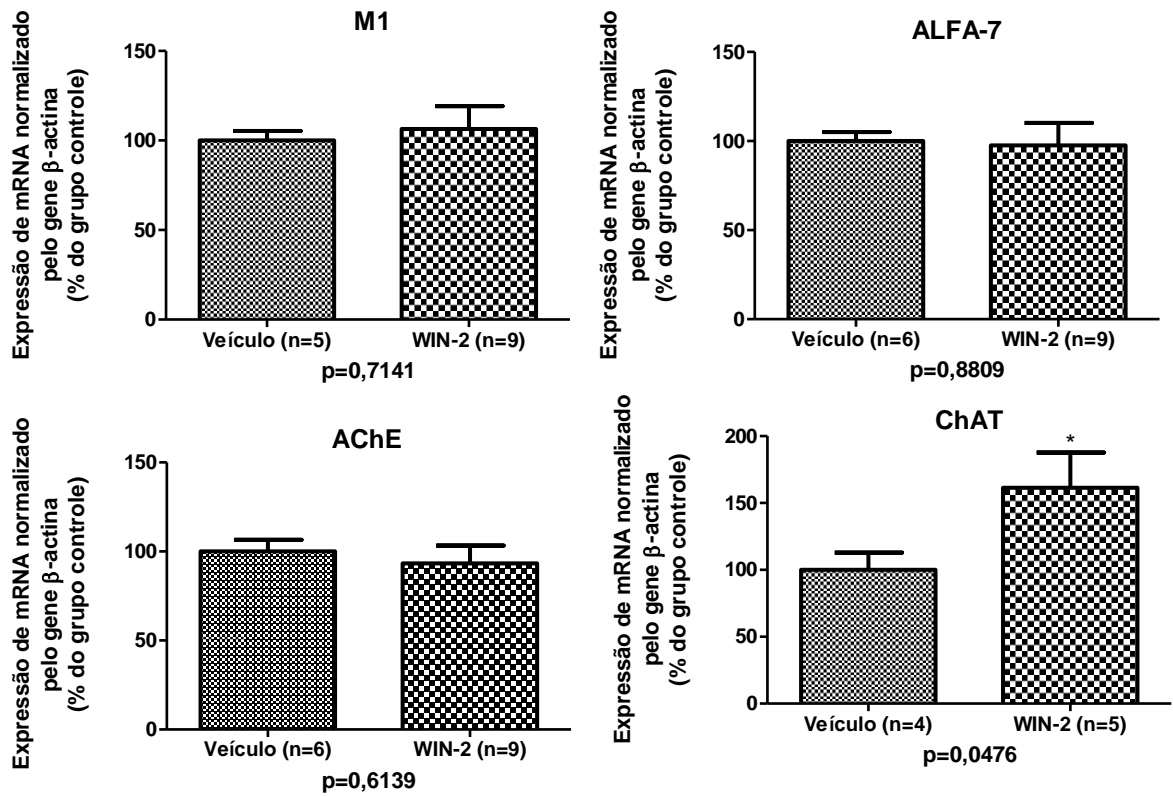 M1
Expressão de mRNA normalizado
pelo gene β-actina
(% do grupo controle)
150
100
50
0
Veículo (n=5)
WIN-2 (n=9)
p=0,7141
ALFA-7
Expressão de mRNA normalizado
pelo gene β-actina
(% do grupo controle)
150
100
50
0
Veículo (n=6)
WIN-2 (n=9)
p=0,8809
AChE
Expressão de mRNA normalizado
pelo gene β-actina
(% do grupo controle)
150
100
50
0
Veículo (n=6)
WIN-2 (n=9)
p=0,6139
ChAT
Expressão de mRNA normalizado
pelo gene β-actina
(% do grupo controle)
200
150
100
50
0
*
Veículo (n=4)
WIN-2 (n=5)
p=0,0476